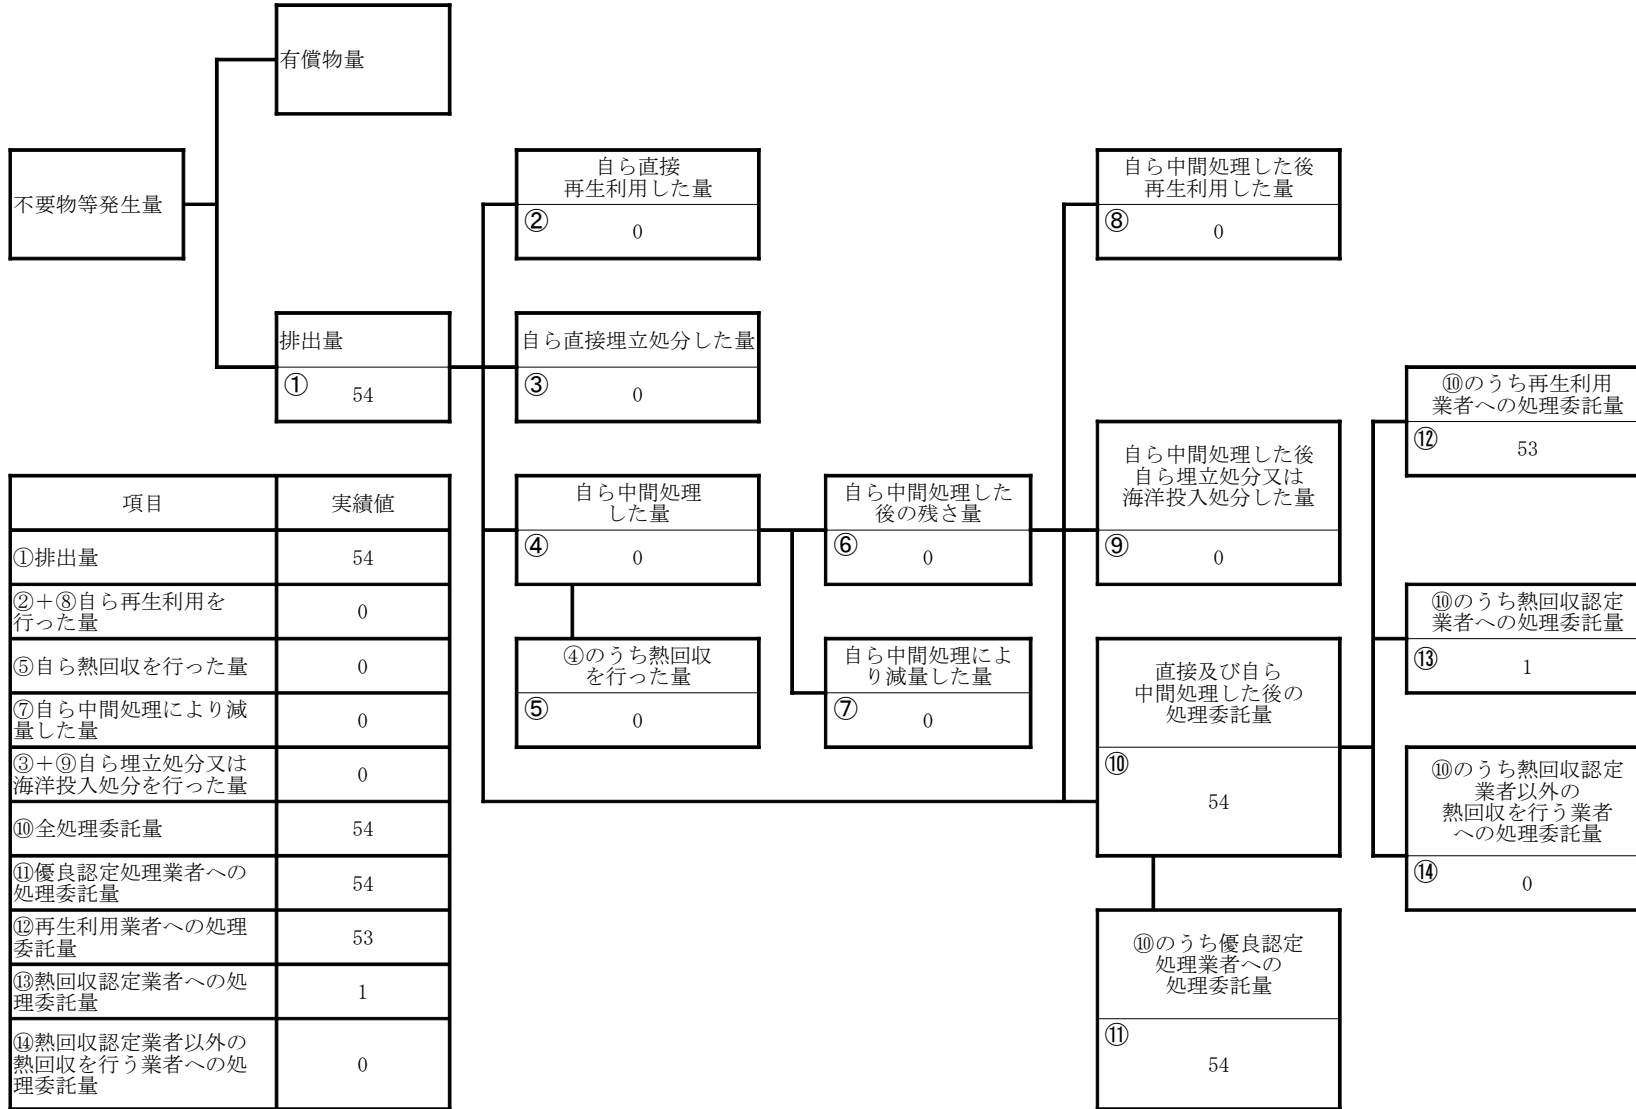 有償物量
不要物等発生量
排出量
①
54
自ら直接
再生利用した量
②
0
自ら直接埋立処分した量
③
0
自ら中間処理
した量
④
0
④のうち熱回収
を行った量
⑤
0
自ら中間処理した
後の残さ量
⑥
0
自ら中間処理によ
り減量した量
⑦
0
自ら中間処理した後
再生利用した量
⑧
0
自ら中間処理した後
自ら埋立処分又は
海洋投入処分した量
⑨
0
直接及び自ら
中間処理した後の
処理委託量
⑩
54
⑩のうち優良認定
処理業者への
処理委託量
⑪
54
⑩のうち再生利用
業者への処理委託量
⑫
53
⑩のうち熱回収認定
業者への処理委託量
⑬
1
⑩のうち熱回収認定
業者以外の
熱回収を行う業者
への処理委託量
⑭
0
項目 実績値
①排出量 54
②+⑧自ら再生利用を
行った量 0
⑤自ら熱回収を行った量 0
⑦自ら中間処理により減
量した量 0
③+⑨自ら埋立処分又は
海洋投入処分を行った量 0
⑩全処理委託量 54
⑪優良認定処理業者への
処理委託量 54
⑫再生利用業者への処理
委託量 53
⑬熱回収認定業者への処
理委託量 1
⑭熱回収認定業者以外の
熱回収を行う業者への処
理委託量 0